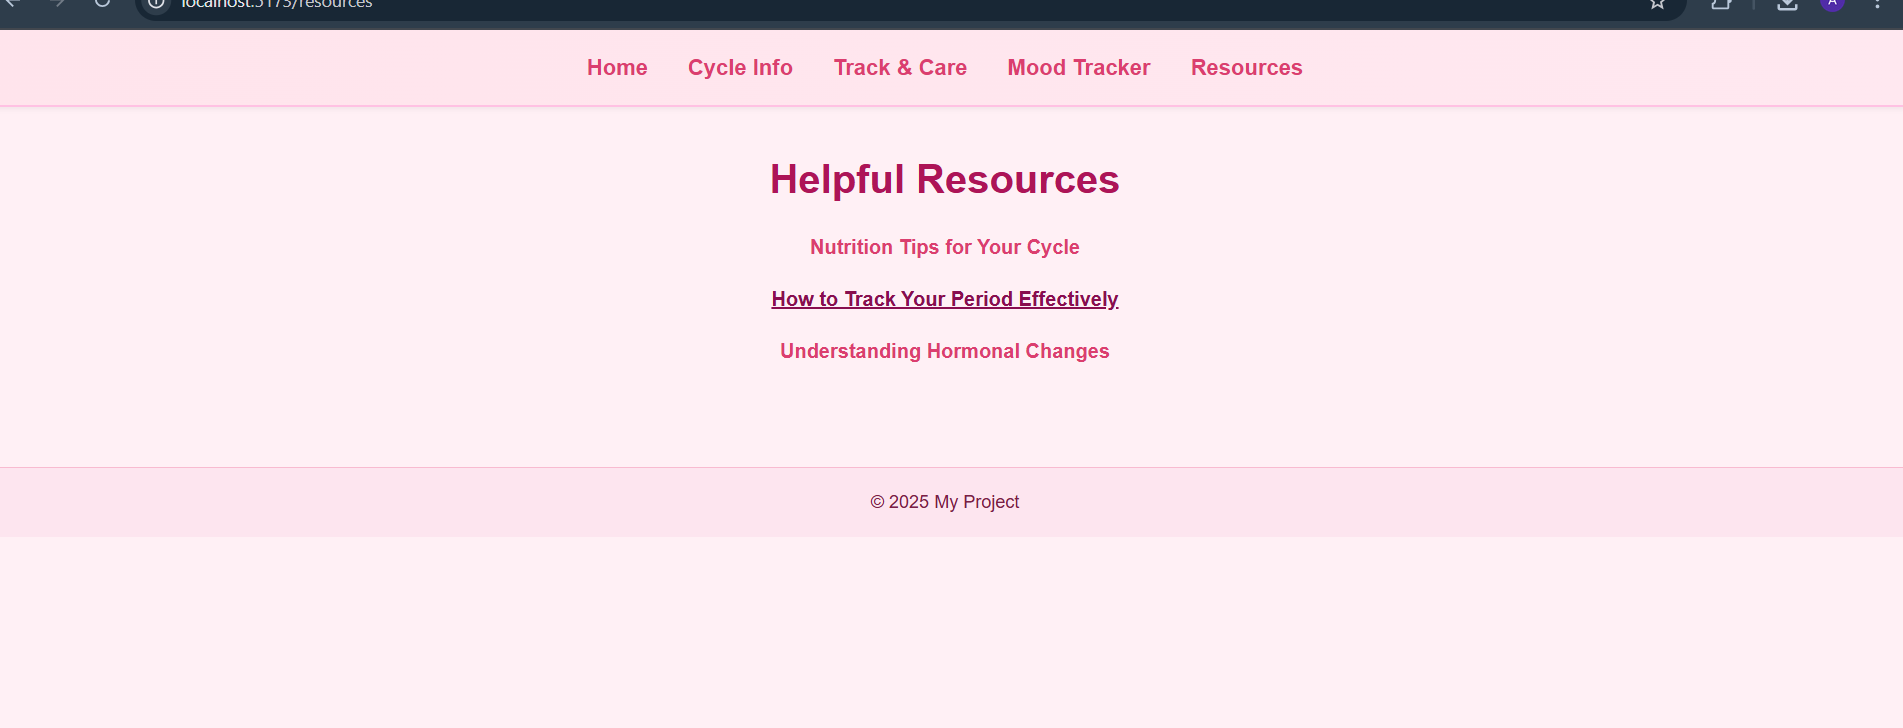 localhost:5173/resources
A
Home Cycle Info Track & Care Mood Tracker Resources
Helpful Resources
Nutrition Tips for Your Cycle
How to Track Your Period Effectively
Understanding Hormonal Changes
© 2025 My Project